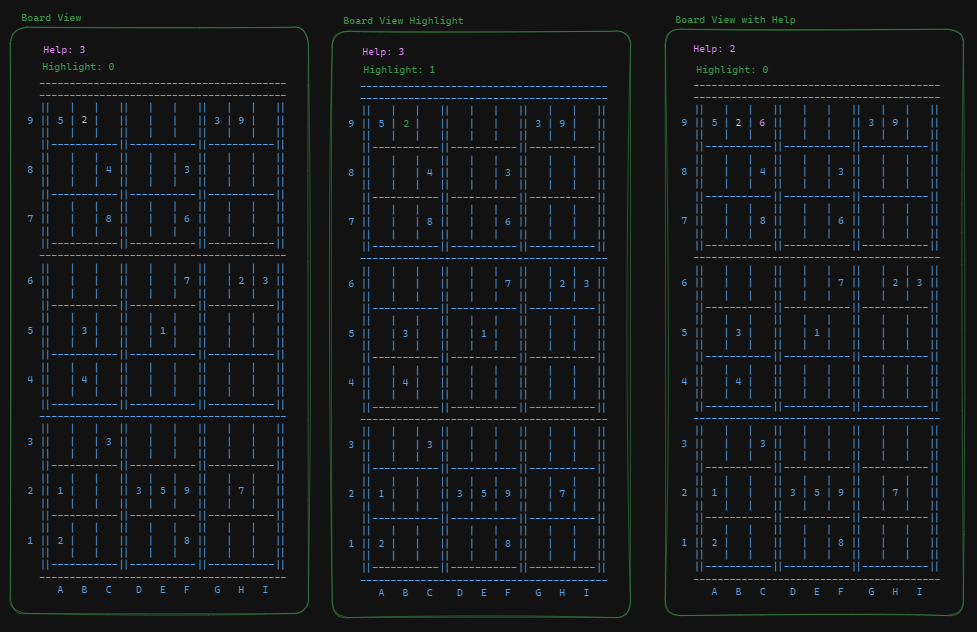 Board View
Help: 3
Highlight: 0
9 5 2 3 9
8 4 3
7 8 6
6 7 2 3
5 3 1
4 4
3 3
2 1 3 5 9 7
1 2 8
A B C D E F G H I
Board View Highlight
Help: 3
Highlight: 1
9 5 2 3 9
8 4 3
7 8 6
6 7 2 3
5 3 1
4 4
3 3
2 1 3 5 9 7
1 2 8
A B C D E F G H I
Board View with Help
Help: 2
Highlight: 0
9 5 2 6 3 9
8 4 3
7 8 6
6 7 2 3
5 3 1
4 4
3 3
2 1 3 5 9 7
1 2 8
A B C D E F G H I